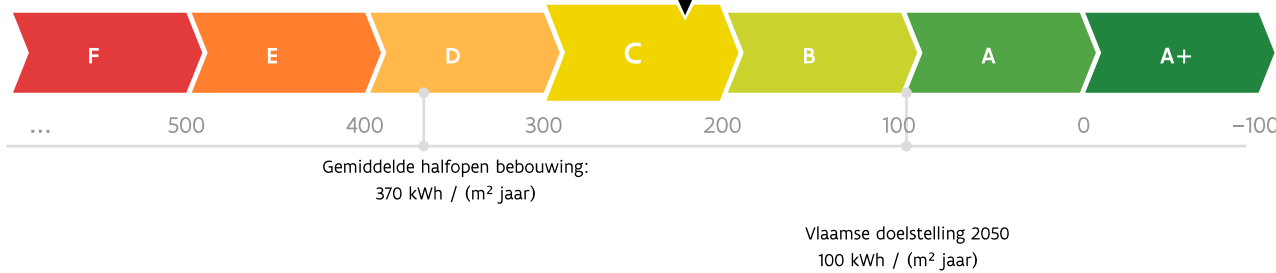 F E D C B A A+
... 500 400 300 200 100 0 –100
Gemiddelde halfopen bebouwing:
370 kWh / (m² jaar)
Vlaamse doelstelling 2050
100 kWh / (m² jaar)